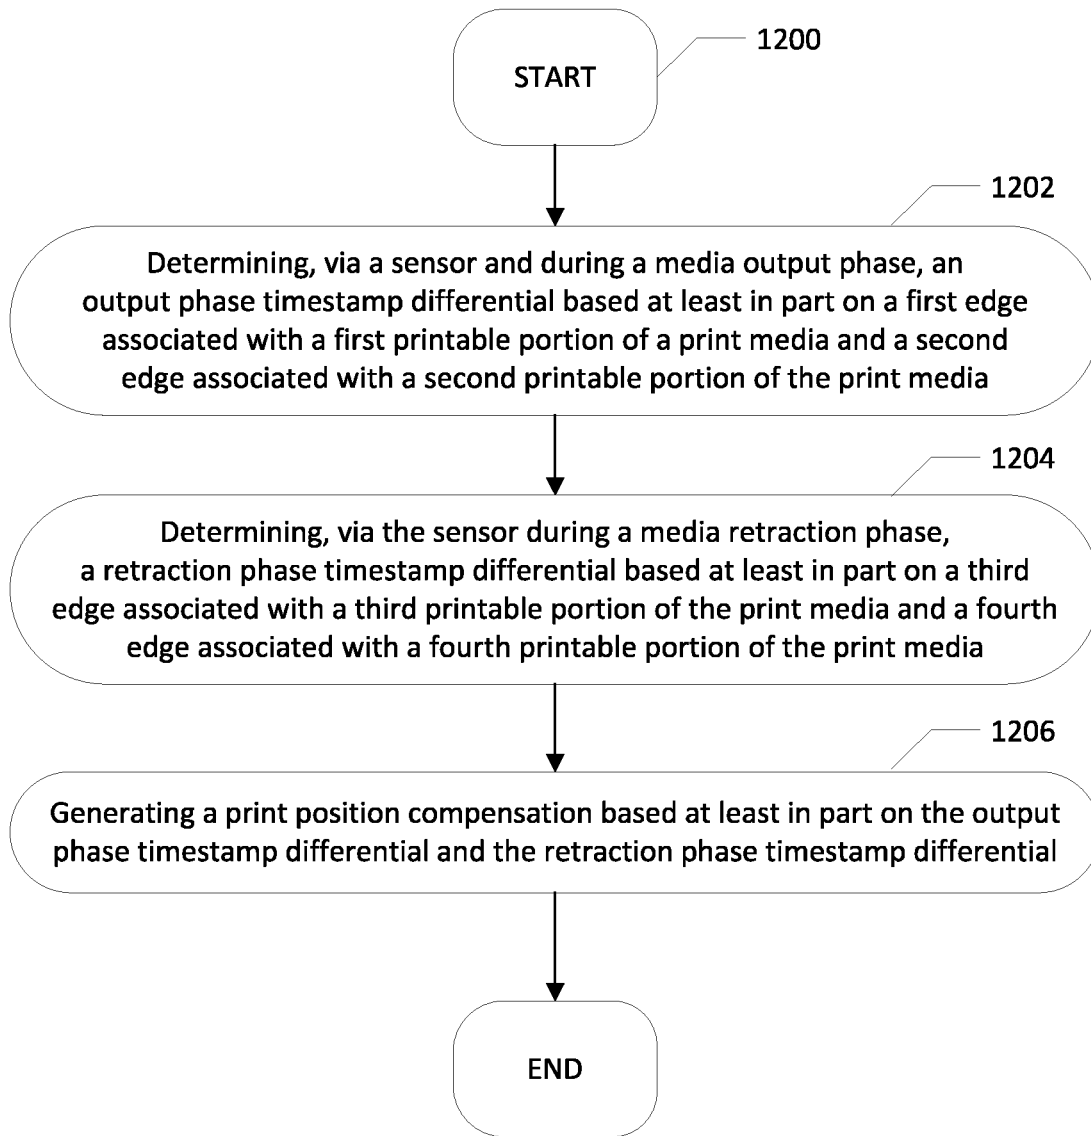 START
1200
1202
Determining, via a sensor and during a media output phase, an
output phase timestamp differential based at least in part on a first edge
associated with a first printable portion of a print media and a second
edge associated with a second printable portion of the print media
1204
Determining, via the sensor during a media retraction phase,
a retraction phase timestamp differential based at least in part on a third
edge associated with a third printable portion of the print media and a fourth
edge associated with a fourth printable portion of the print media
1206
Generating a print position compensation based at least in part on the output
phase timestamp differential and the retraction phase timestamp differential
END